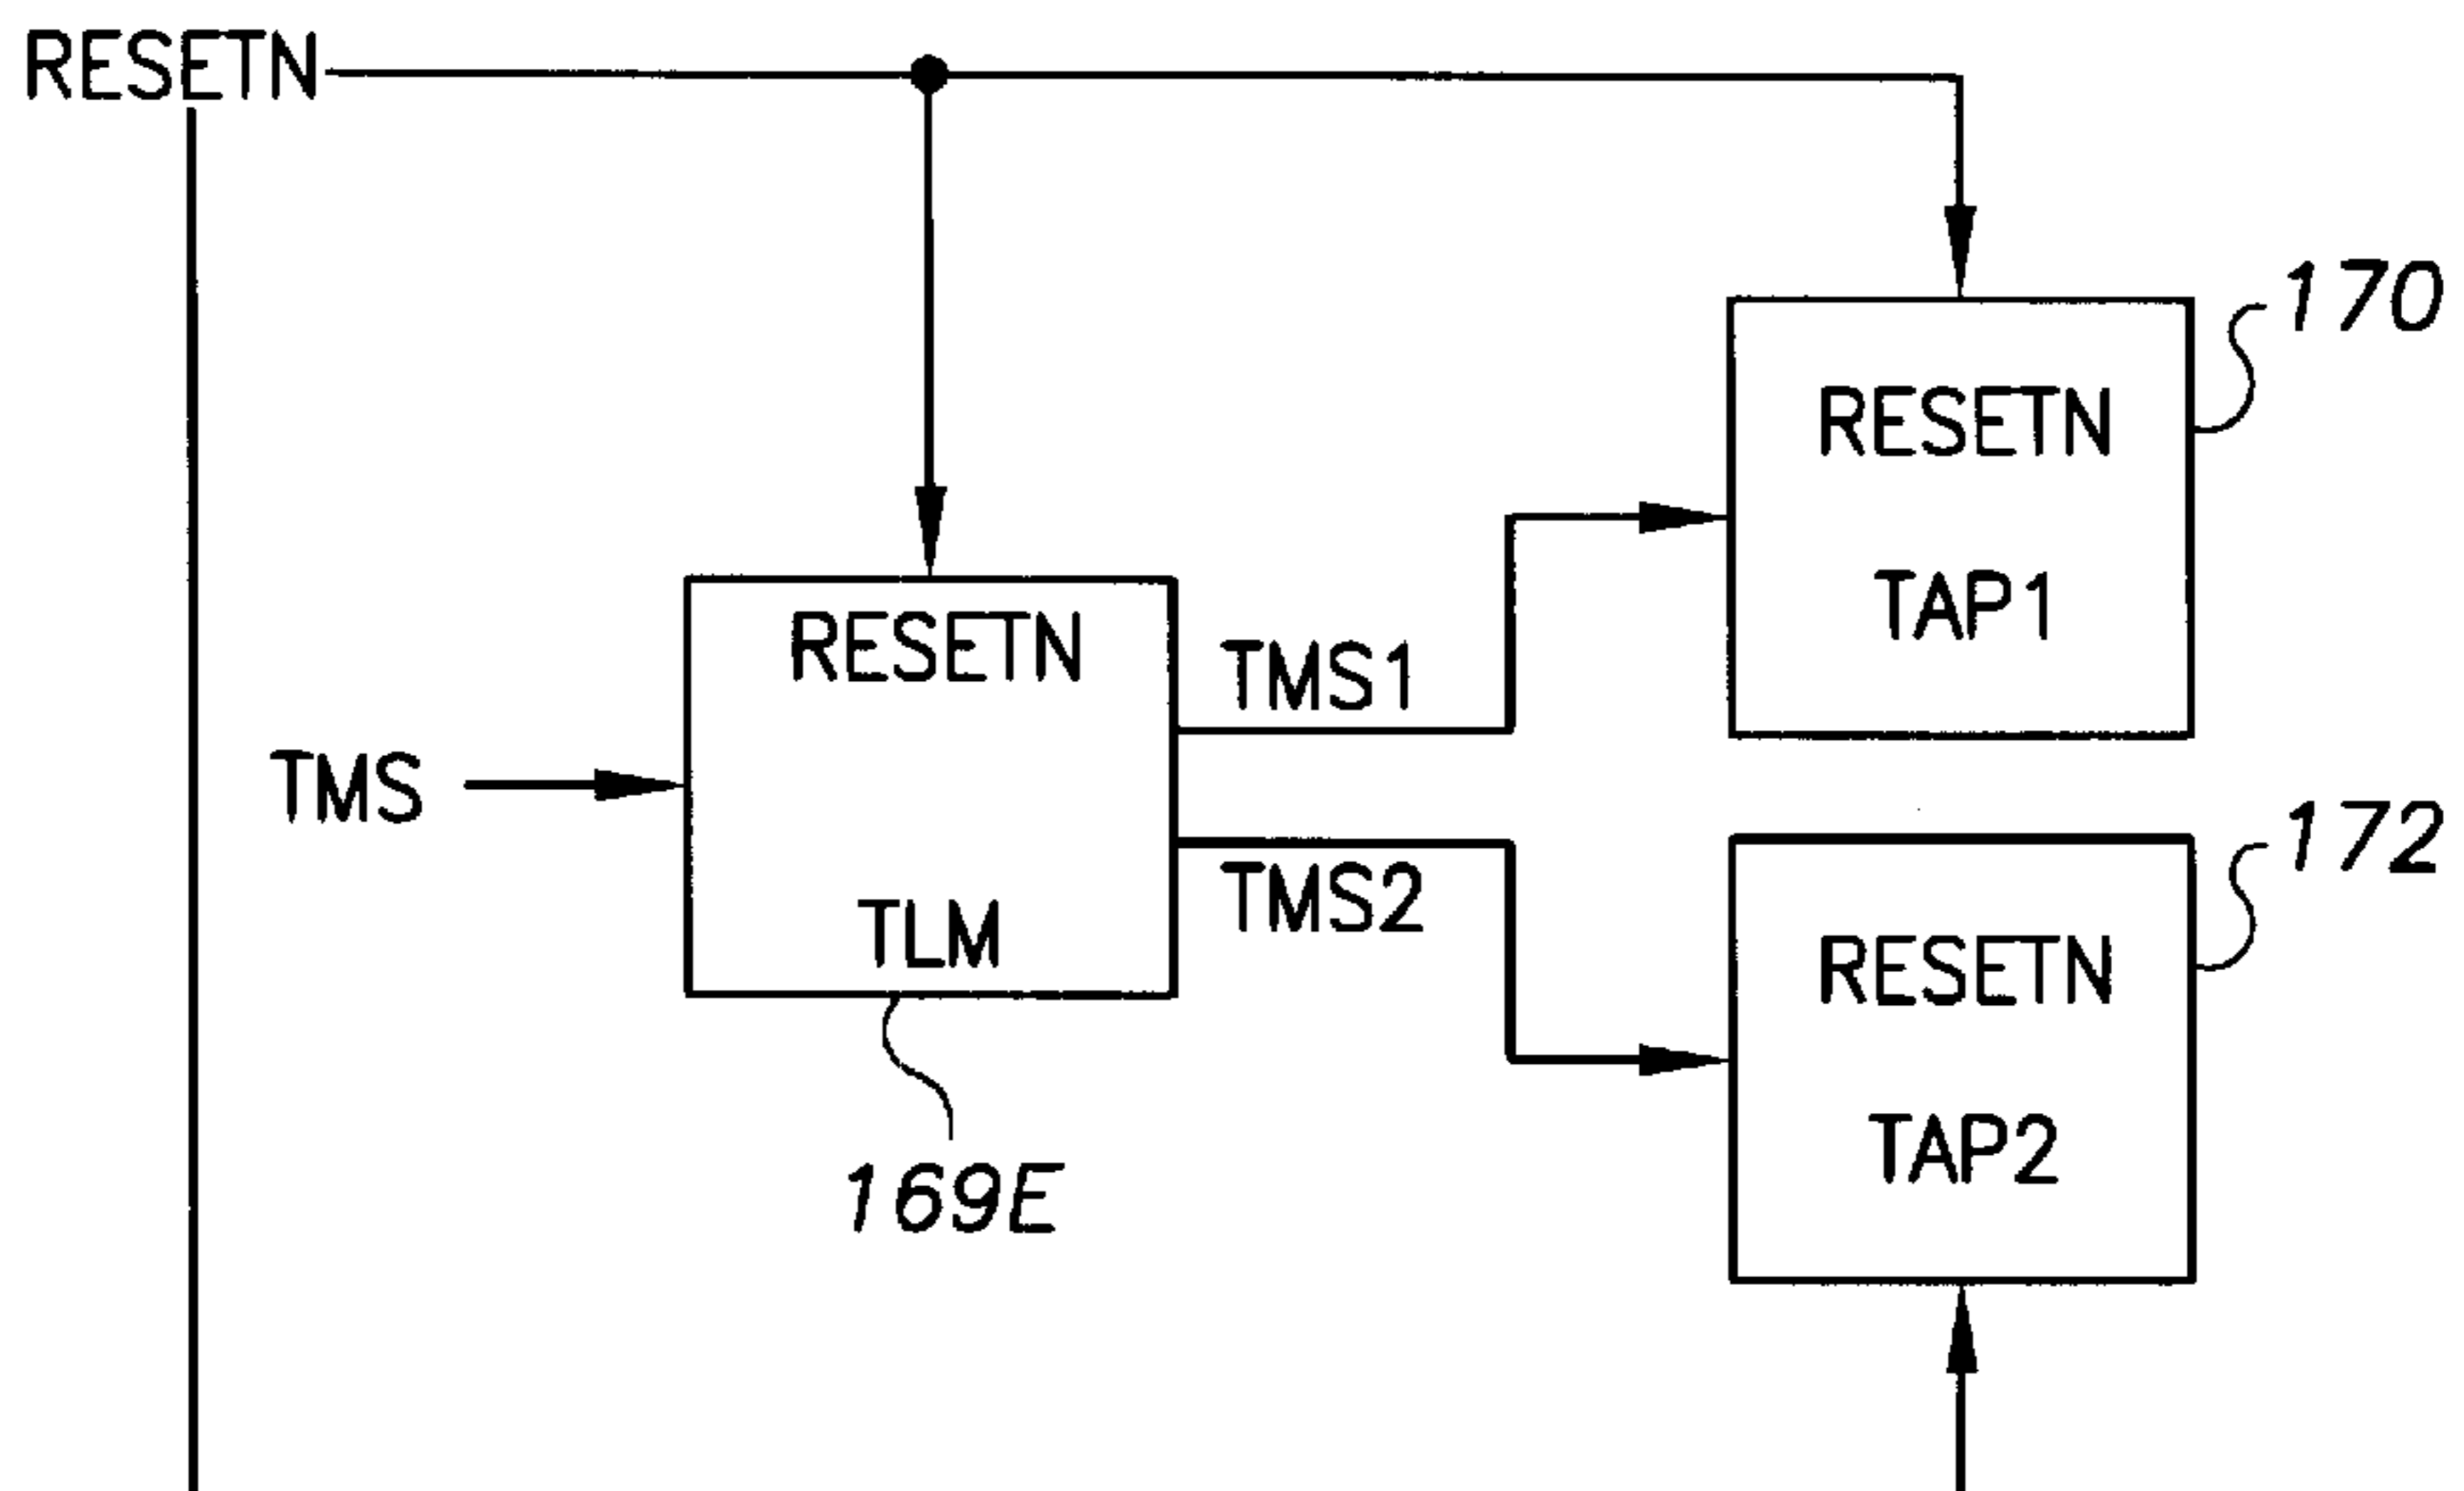 RESETN
170
RESETN
TAP1
RESETN
TMS1
TMS
TMS2
TLM
172
RESETN
TAP2
169E